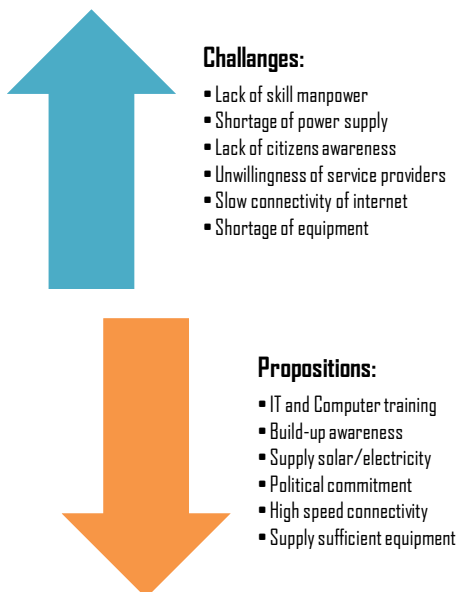 Challanges:
▪ Lack of skill manpower
▪ Shortage of power supply
▪ Lack of citizens awareness
▪ Unwillingness of service providers
▪ Slow connectivity of internet
▪ Shortage of equipment
Propositions:
▪ IT and Computer training
▪ Build-up awareness
▪ Supply solar/electricity
▪ Political commitment
▪ High speed connectivity
▪ Supply sufficient equipment